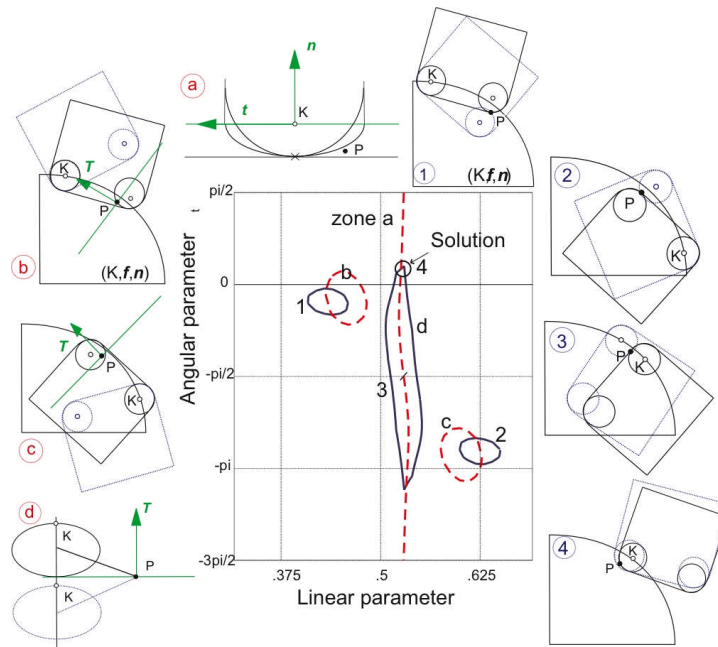 a
n
K
t
P
K
P
1
(K,f,n)
K
T
P
b
(K,f,n)
2
P
K
pi/2
t
zone a
Solution
4
0
b
1
d
Angular parameter
-pi/2
3
c
2
-pi
-3pi/2
.375
.5
.625
Linear parameter
T
P
K
c
3
P
K
d
T
K
P
K
4
K
P